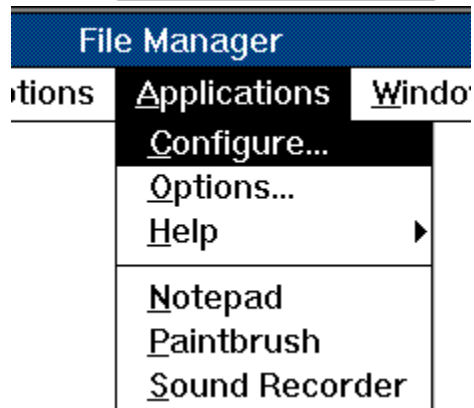 File Manager
tions Applications Windo
Configure...
Options...
Help
Notepad
Paintbrush
Sound Recorder